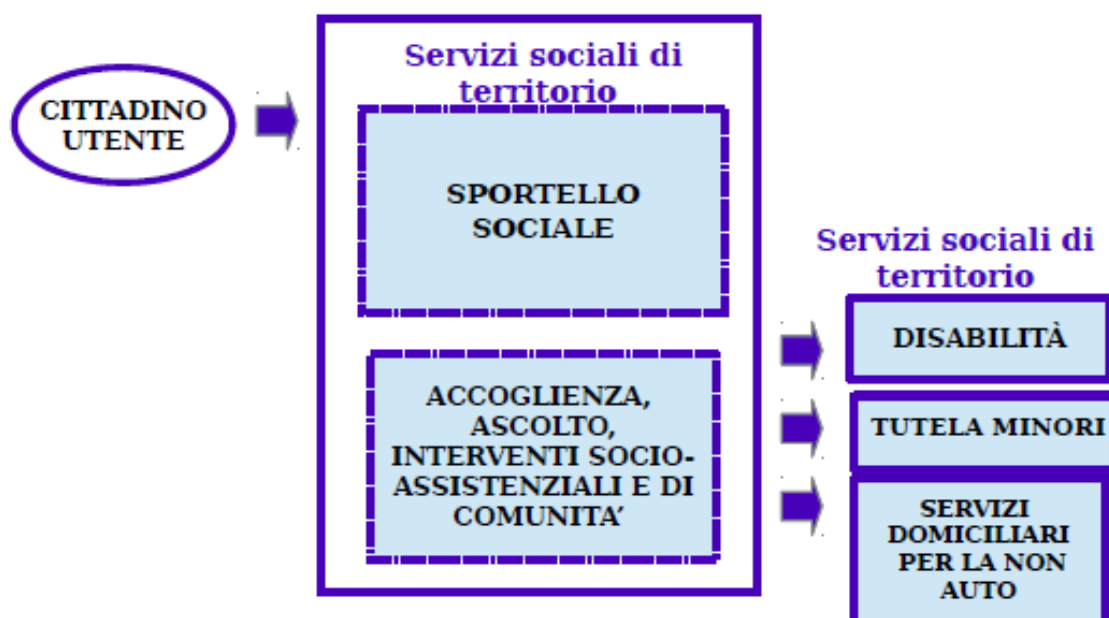 CITTADINO
UTENTE
Servizi sociali di
territorio
SPORTELLO
SOCIALE
ACCOGLIENZA,
ASCOLTO,
INTERVENTI SOCIO-
ASSISTENZIALI E DI
COMUNITA’
Servizi sociali di
territorio
DISABILITÀ
TUTELA MINORI
SERVIZI
DOMICILIARI
PER LA NON
AUTO